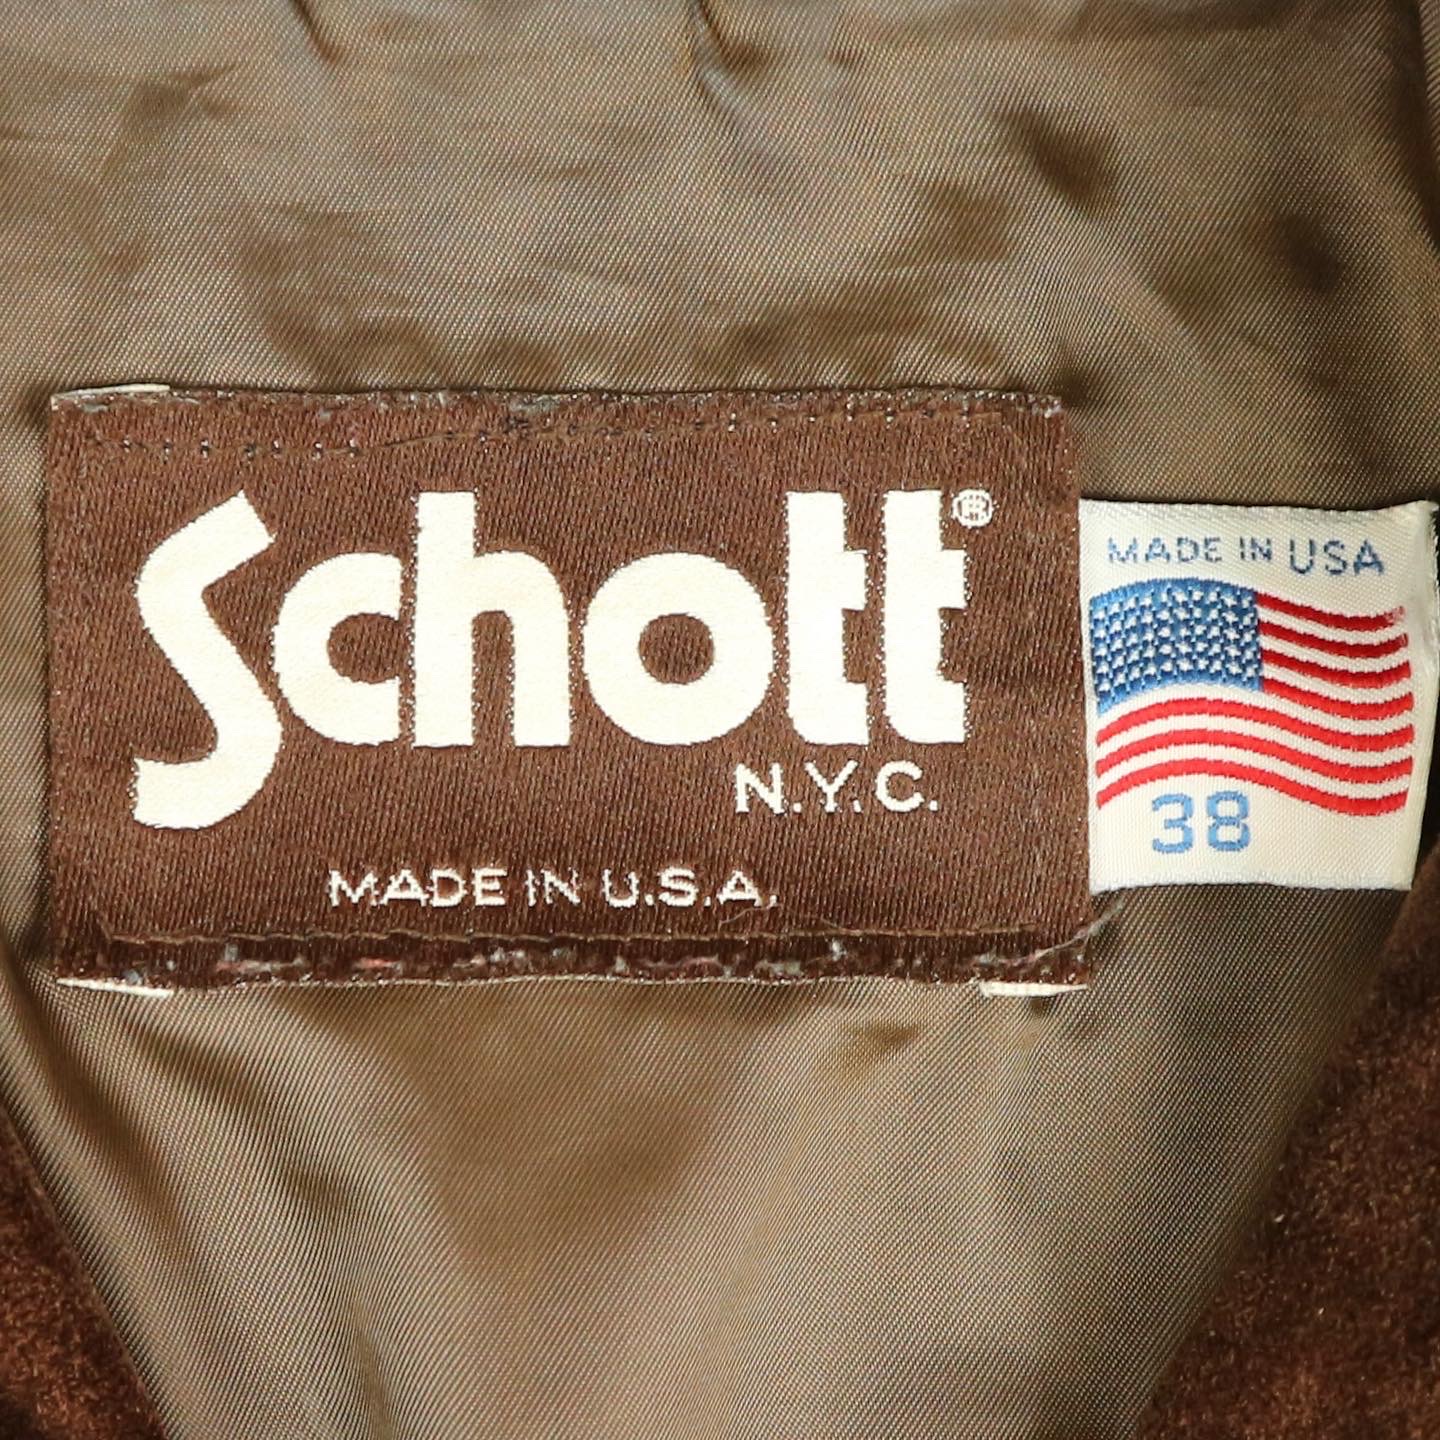 Schott®
N.Y.C.
MADE IN U.S.A.
MADE IN USA
38